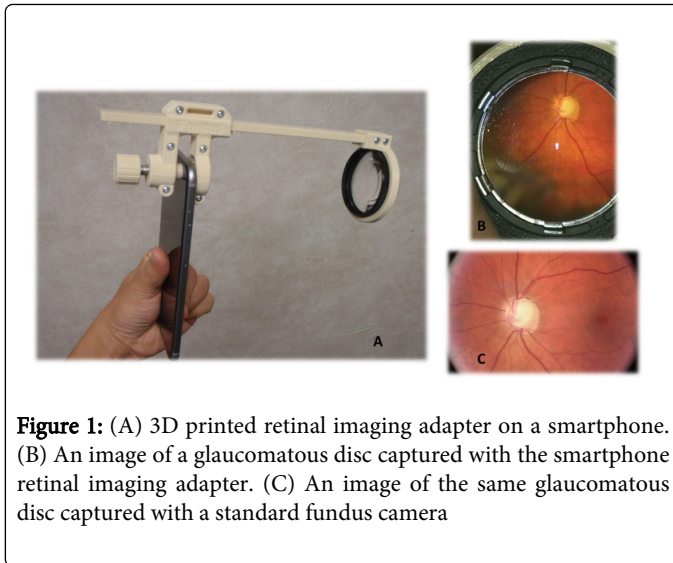 A
B
C
Figure 1: (A) 3D printed retinal imaging adapter on a smartphone.
(B) An image of a glaucomatous disc captured with the smartphone
retinal imaging adapter. (C) An image of the same glaucomatous
disc captured with a standard fundus camera